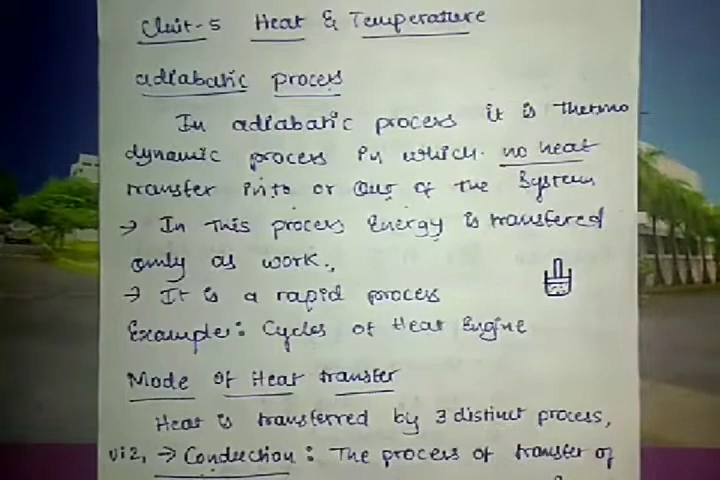 Unit-5 Heat & Temperature
adiabatic process
In adiabatic process it is Thermo
dynamic process in which no heat
transfer into or out of the System
→ In this process Energy is transferred
only as work.
→ It is a rapid process
Example: Cycles of Heat Engine
Mode of Heat transfer
Heat is transferred by 3 distinct process,
viz, → Conduction: The process of transfer of